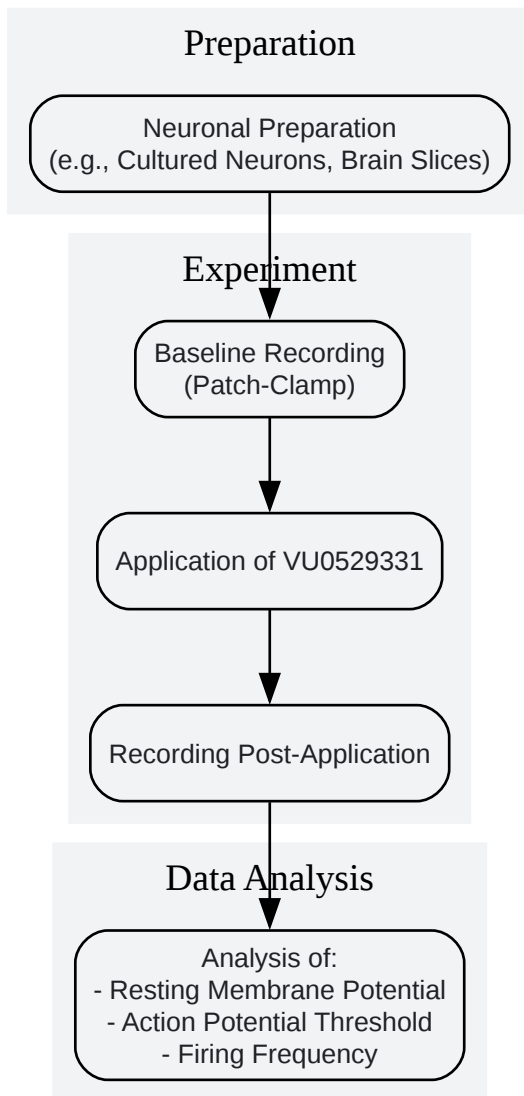 Preparation
Neuronal Preparation
(e.g., Cultured Neurons, Brain Slices)
Experiment
Baseline Recording
(Patch-Clamp)
Application of VU0529331
Recording Post-Application
Data Analysis
Analysis of:
- Resting Membrane Potential
- Action Potential Threshold
- Firing Frequency